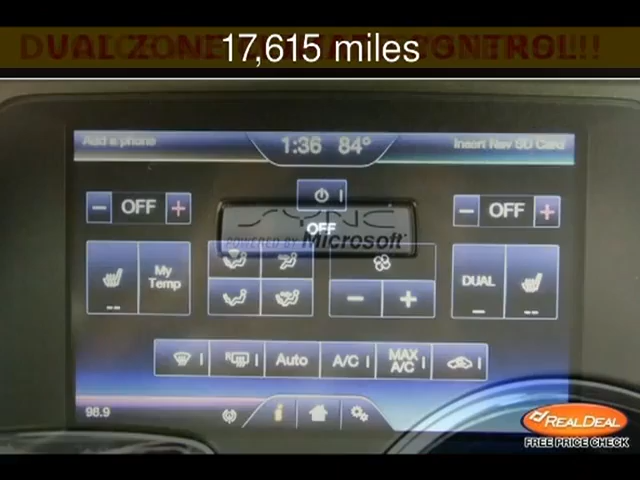 DUAL ZONE CONTROL!!!
17,615 miles
Add a phone
1:36 84°
Insert Nav SD Card
OFF
OFF
OFF
SYNC
POWERED BY Microsoft
My
Temp
DUAL
R
Auto
A/C
MAX
A/C
98.9
i
REALDEAL
FREE PRICE CHECK